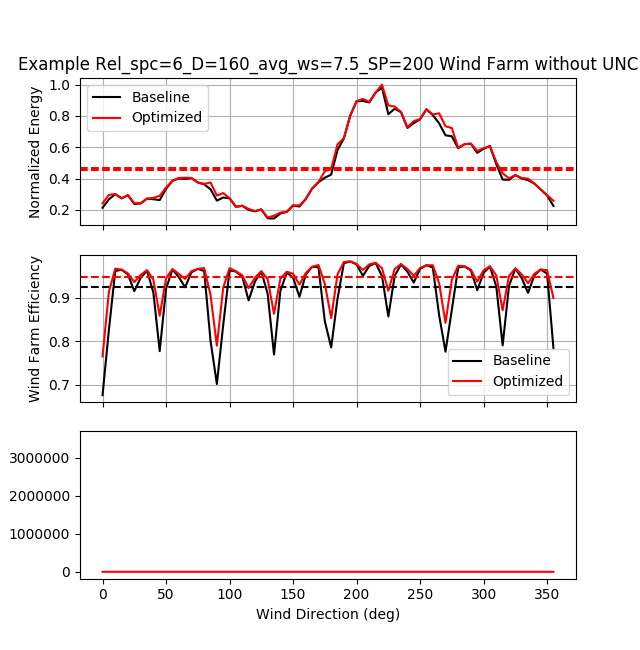 Example Rel_spc=6_D=160_avg_ws=7.5_SP=200 Wind Farm without UNC
Normalized Energy
1.0
0.8
0.6
0.4
0.2
Baseline
Optimized
Wind Farm Efficiency
0.9
0.8
0.7
Baseline
Optimized
3000000
2000000
1000000
0
0 50 100 150 200 250 300 350
Wind Direction (deg)